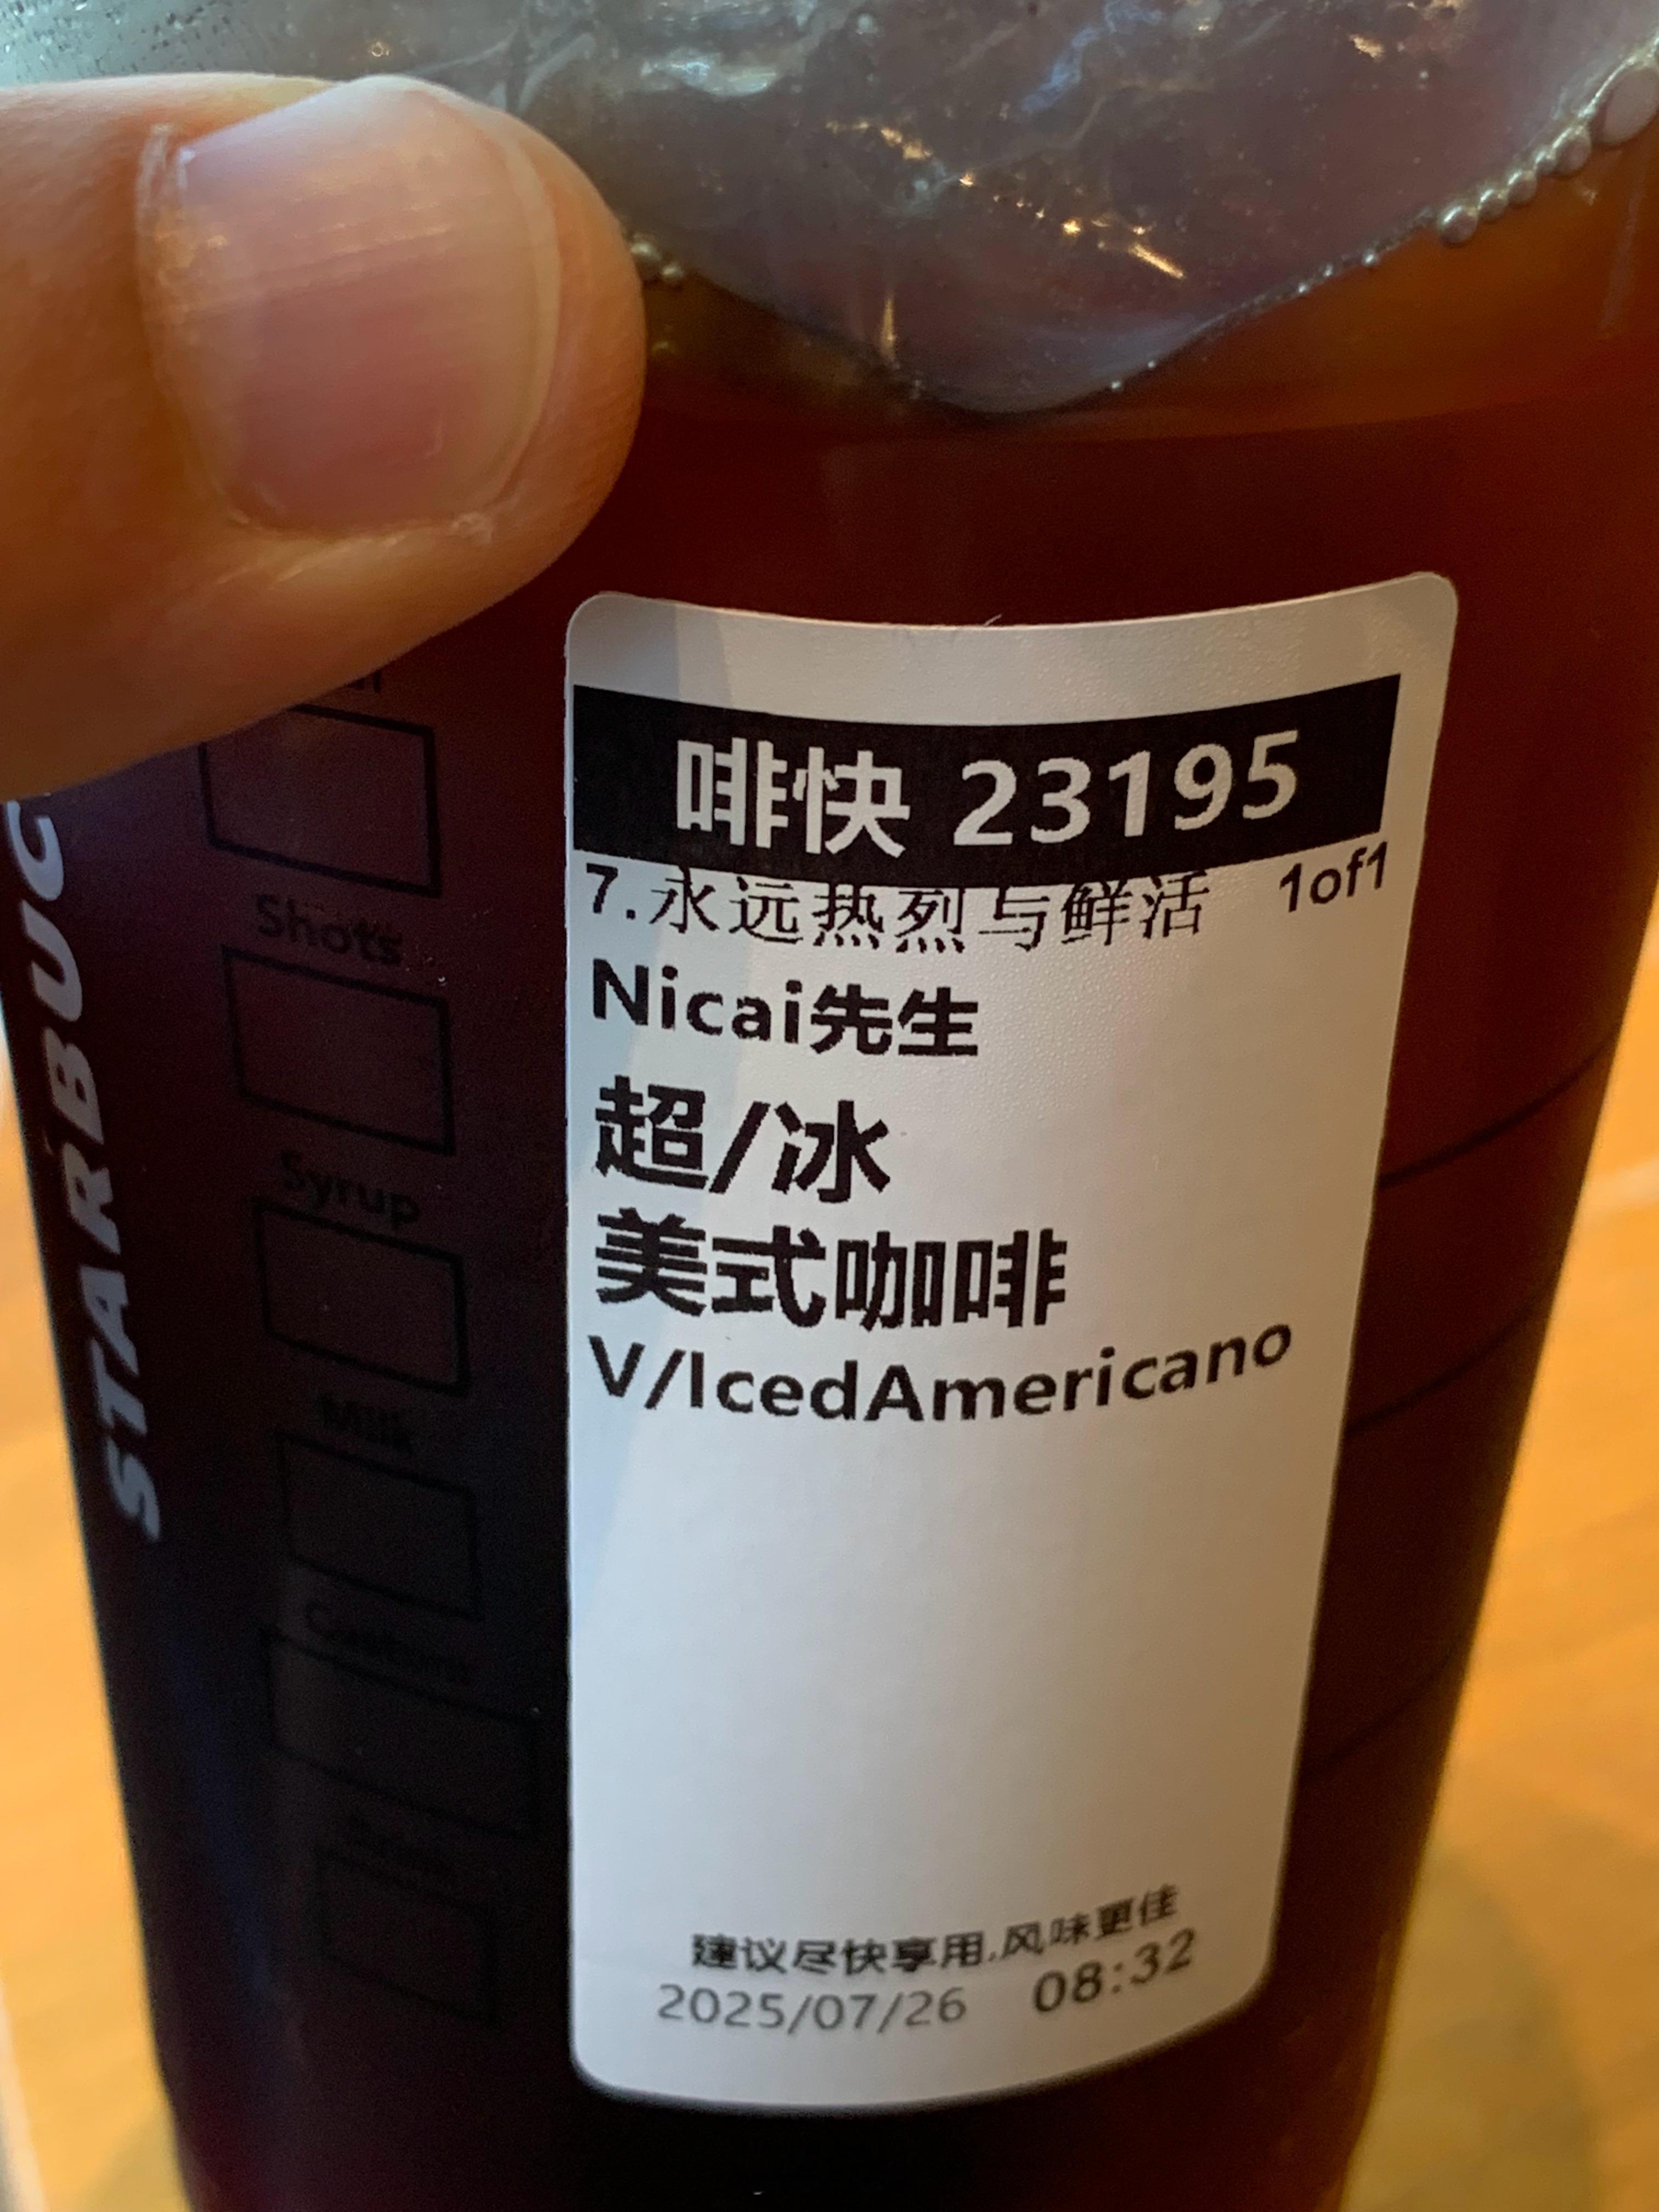 啡快 23195
7.永远热烈与鲜活 1of1
Nicai先生
超/冰
美式咖啡
V/IcedAmericano
建议尽快享用,风味更佳
2025/07/26 08:32
Shots
Syrup
Milk
Custom
STARBUC